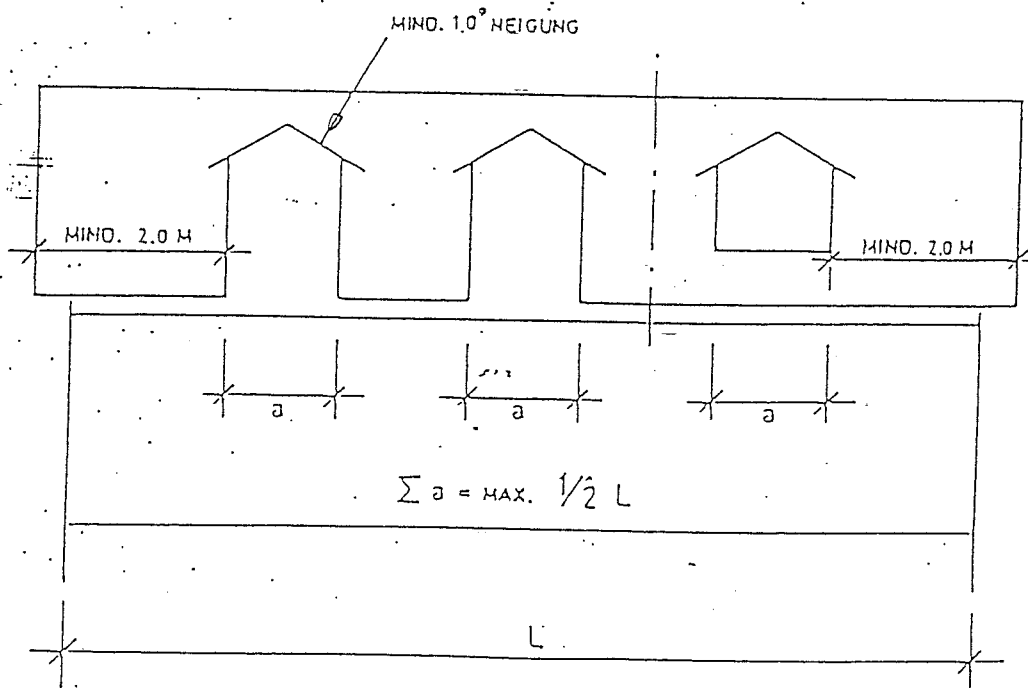 MIND. 1.0° NEIGUNG
MIND. 2.0 M
MIND. 2.0 M
a
a
a
∑ a = MAX. 1/2 L
L